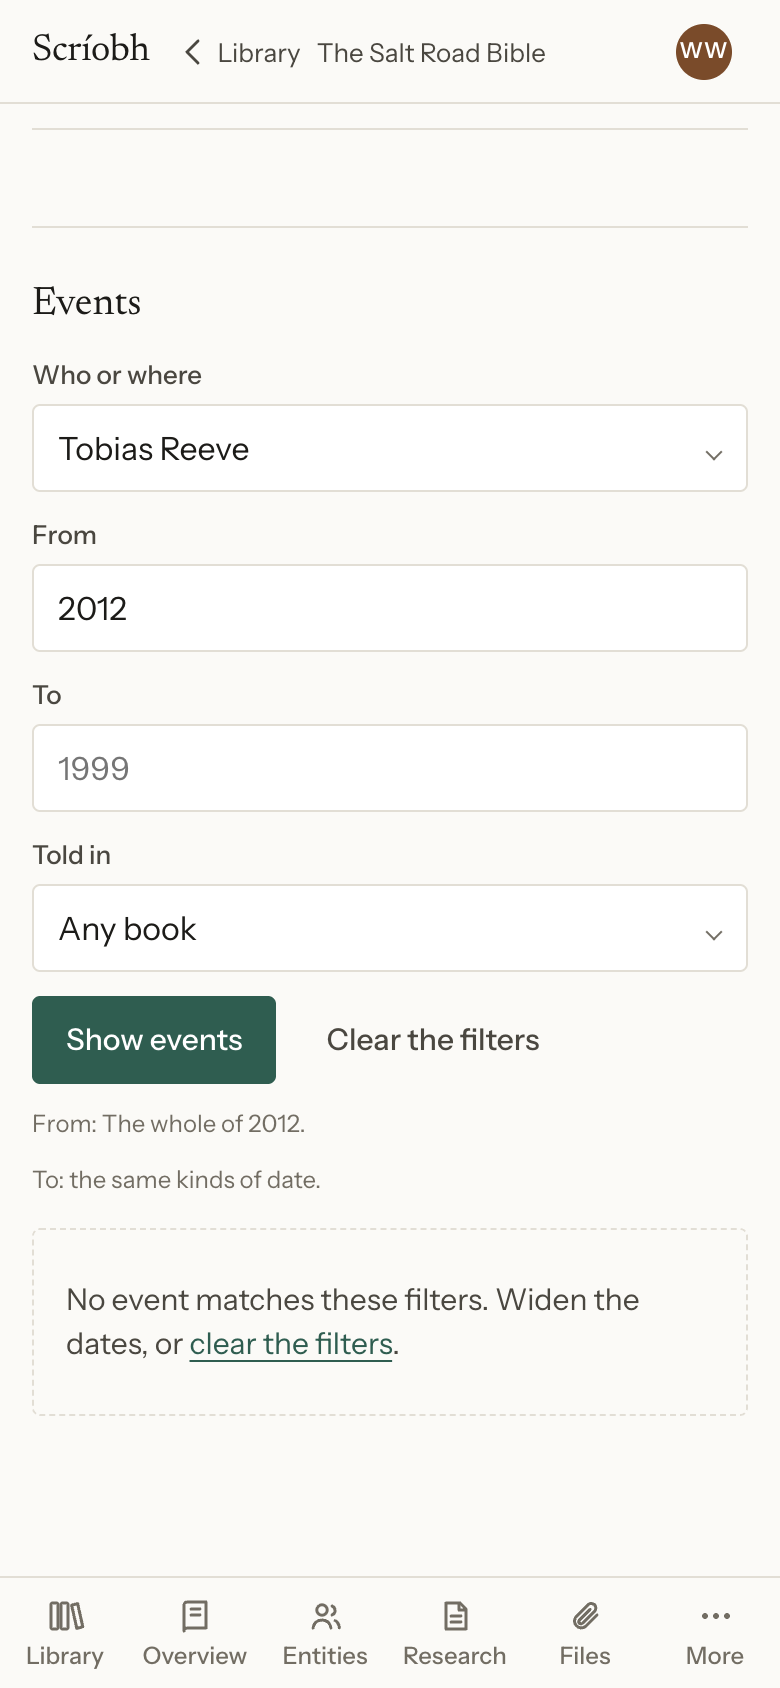 Scríobh
Library The Salt Road Bible
WW
Events
Who or where
Tobias Reeve
From
2012
To
1999
Told in
Any book
Show events
Clear the filters
From: The whole of 2012.
To: the same kinds of date.
No event matches these filters. Widen the
dates, or clear the filters.
Library
Overview
Entities
Research
Files
More